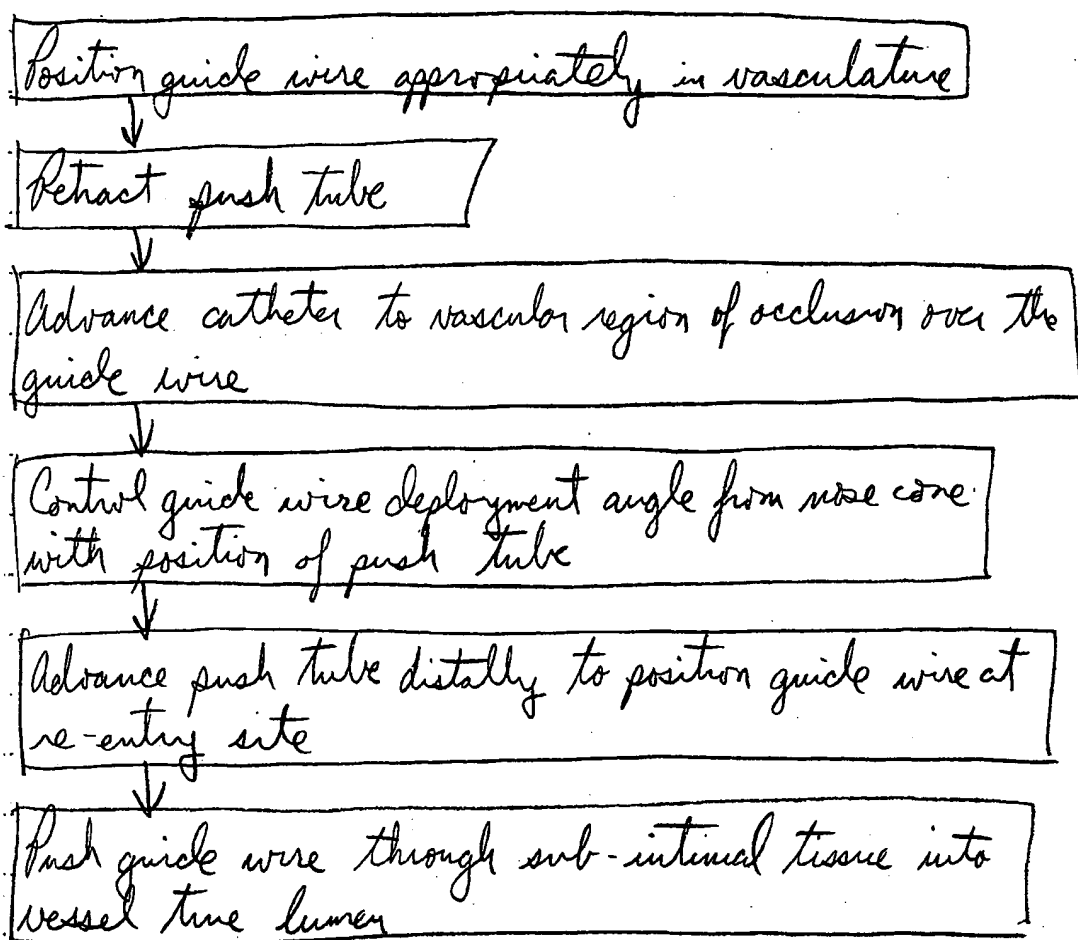 Position guide wire appropriately in vasculature
Retract push tube
Advance catheter to vascular region of occlusion over the
guide wire
Control guide wire deployment angle from nose cone
with position of push tube
Advance push tube distally to position guide wire at
re-entry site
Push guide wire through sub-intimal tissue into
vessel true lumen